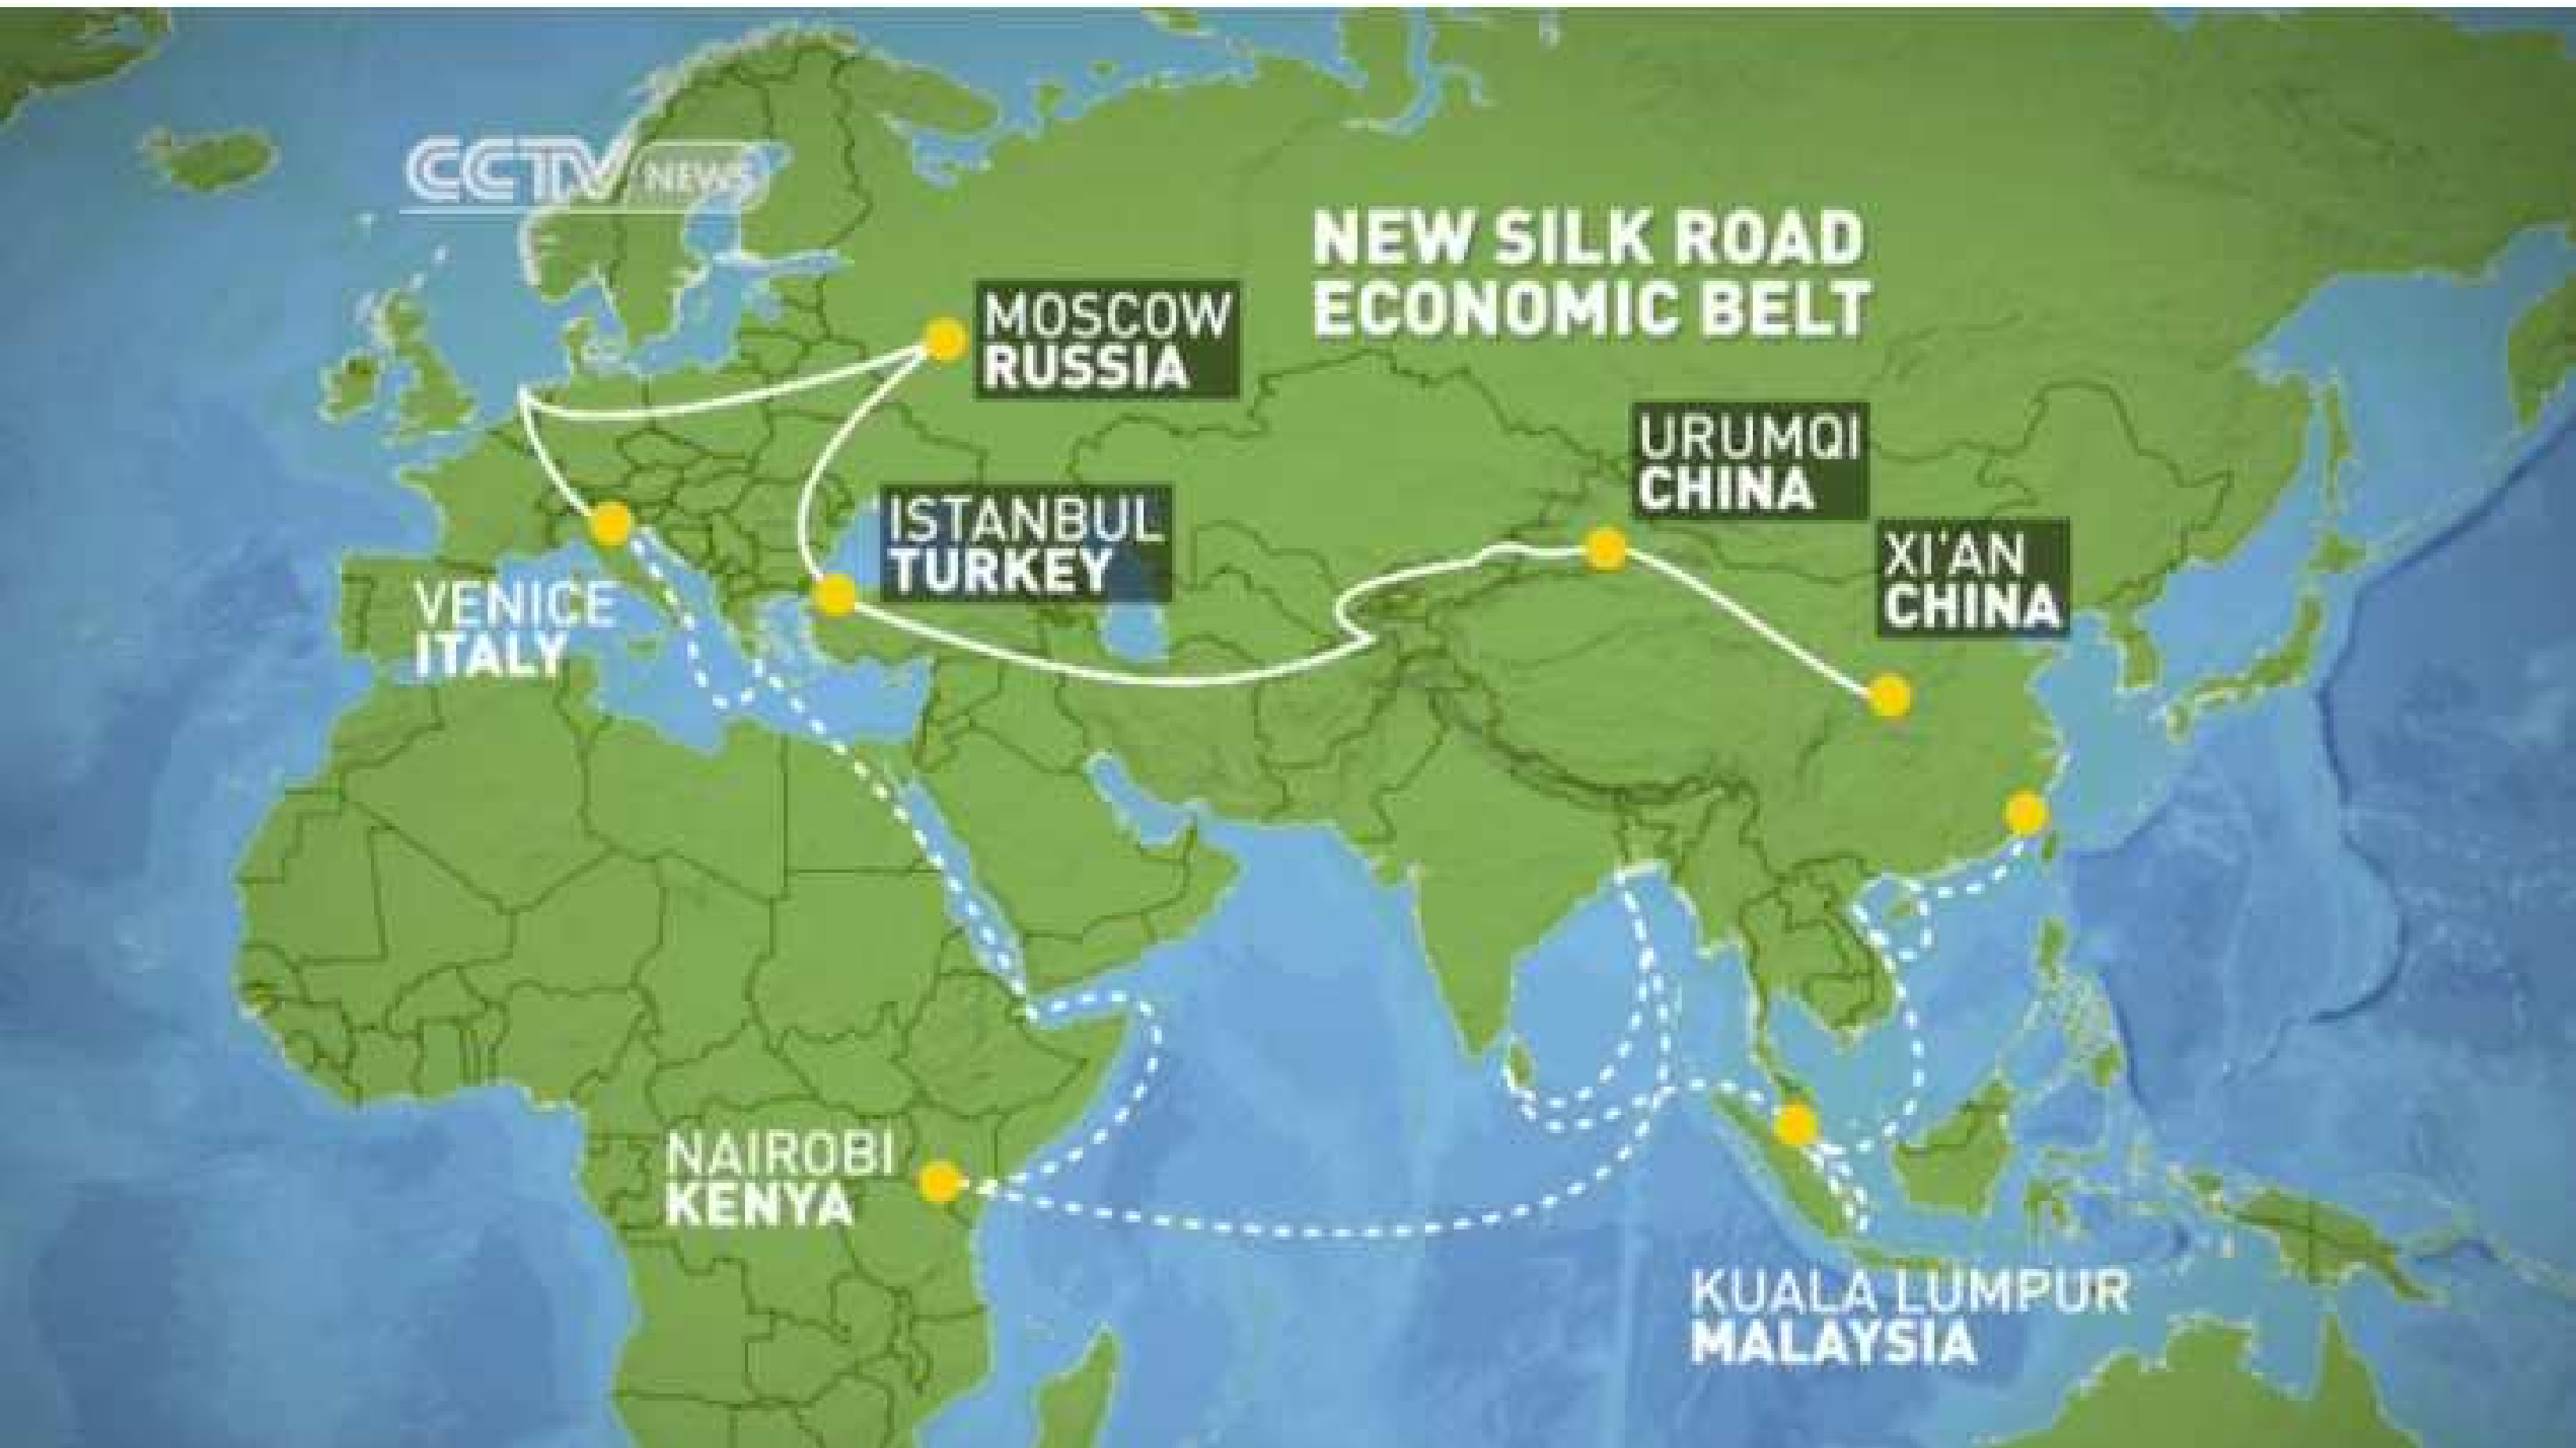 CCTV NEWS
NEW SILK ROAD
ECONOMIC BELT
MOSCOW
RUSSIA
URUMQI
CHINA
ISTANBUL
TURKEY
XI'AN
CHINA
VENICE
ITALY
NAIROBI
KENYA
KUALA LUMPUR
MALAYSIA